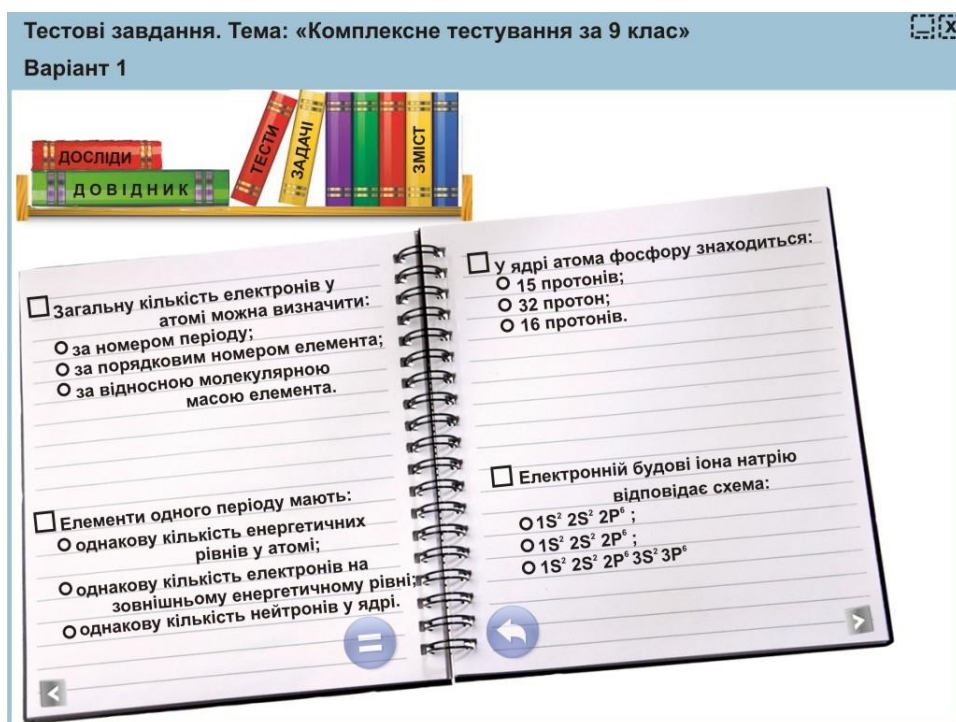 Тестові завдання. Тема: «Комплексне тестування за 9 клас»
Варіант 1
ДОСЛІДИ
ДОВІДНИК
ТЕСТИ
ЗАДАЧІ
ЗМІСТ
Загальну кількість електронів у
атомі можна визначити:
за номером періоду;
за порядковим номером елемента;
за відносною молекулярною
масою елемента.
Елементи одного періоду мають:
однакову кількість енергетичних
рівнів у атомі;
однакову кількість електронів на
зовнішньому енергетичному рівні;
однакову кількість нейтронів у ядрі.
У ядрі атома фосфору знаходиться:
15 протонів;
32 протон;
16 протонів.
Електронній будові іона натрію
відповідає схема:
1S² 2S² 2P⁶ ;
1S² 2S² 2P⁶ ;
1S² 2S² 2P⁶ 3S² 3P⁶